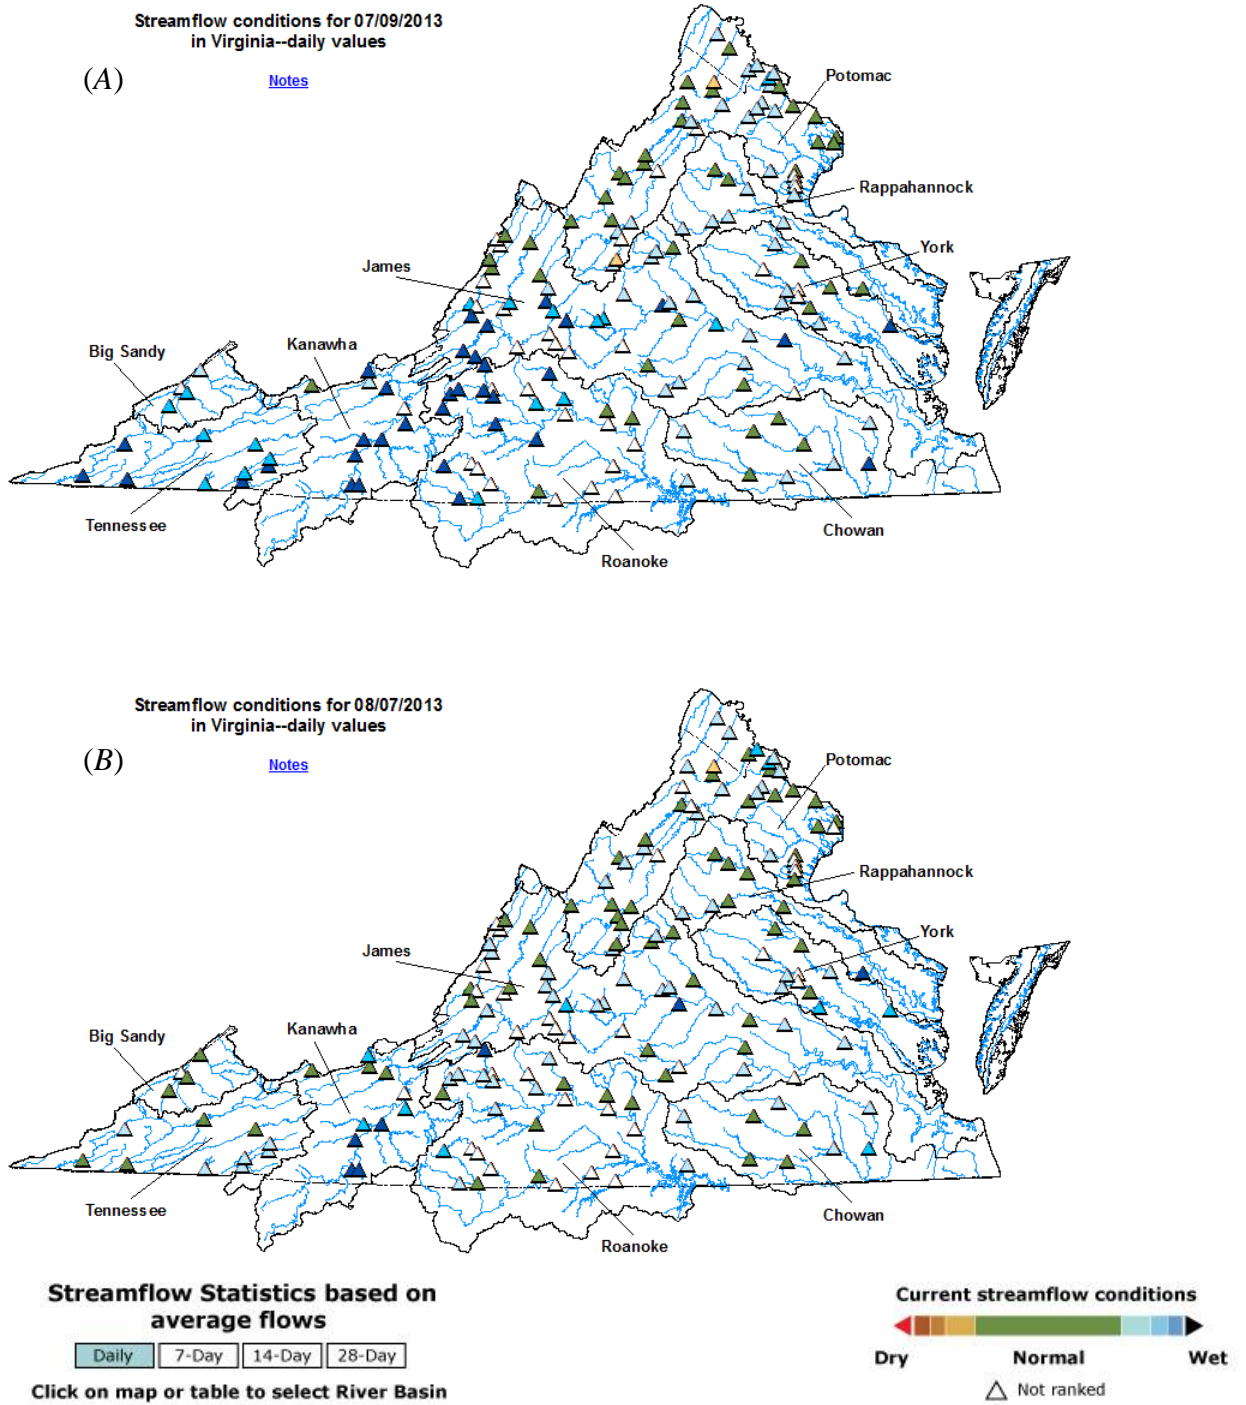 Streamflow conditions for 07/09/2013
in Virginia--daily values
(A)
Notes
Potomac
Rappahannock
York
James
Kanawha
Big Sandy
Tennessee
Chowan
Roanoke
Streamflow conditions for 08/07/2013
in Virginia--daily values
(B)
Notes
Potomac
Rappahannock
York
James
Kanawha
Big Sandy
Tennessee
Chowan
Roanoke
Streamflow Statistics based on
average flows
Daily 7-Day 14-Day 28-Day
Click on map or table to select River Basin
Current streamflow conditions
Dry Normal Wet
Not ranked